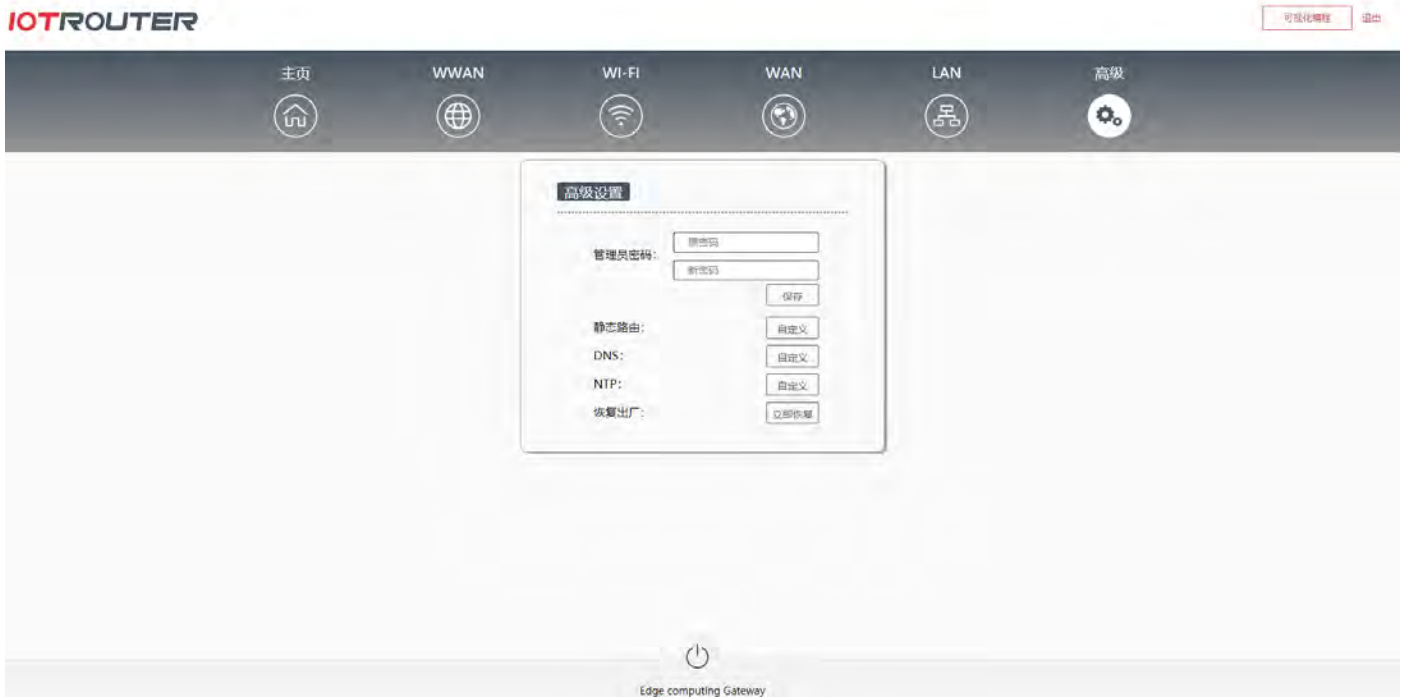 IOTROUTER
可视化编程 退出
主页 WWAN WI-FI WAN LAN 高级
高级设置
管理员密码:
原密码
新密码
保存
静态路由: 自定义
DNS: 自定义
NTP: 自定义
恢复出厂: 立即恢复
Edge computing Gateway